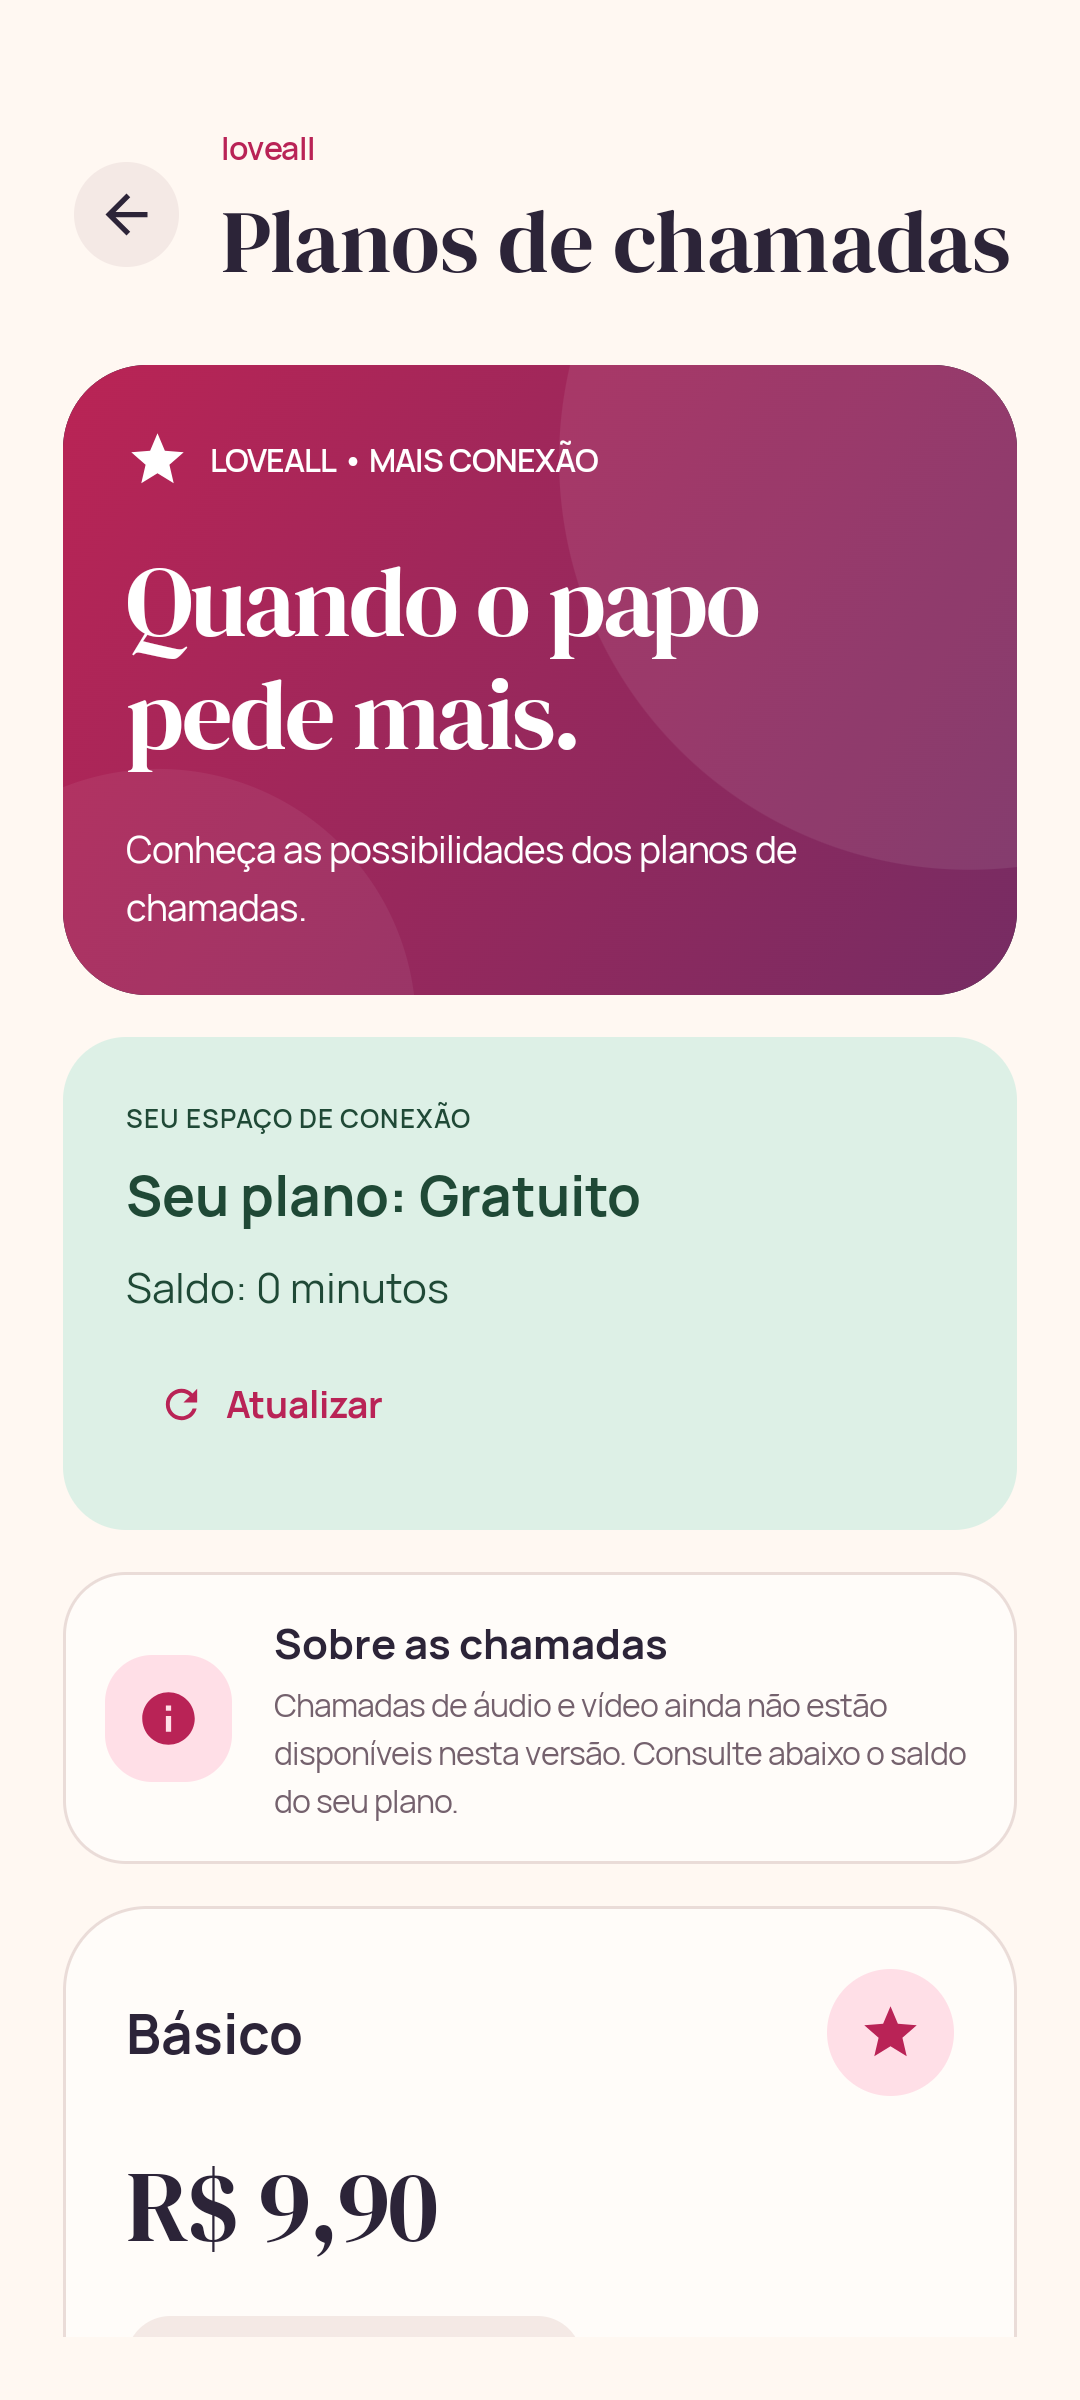 loveall
Planos de chamadas
LOVEALL • MAIS CONEXÃO
Quando o papo
pede mais.
Conheça as possibilidades dos planos de
chamadas.
SEU ESPAÇO DE CONEXÃO
Seu plano: Gratuito
Saldo: 0 minutos
Atualizar
Sobre as chamadas
Chamadas de áudio e vídeo ainda não estão
disponíveis nesta versão. Consulte abaixo o saldo
do seu plano.
Básico
R$ 9,90